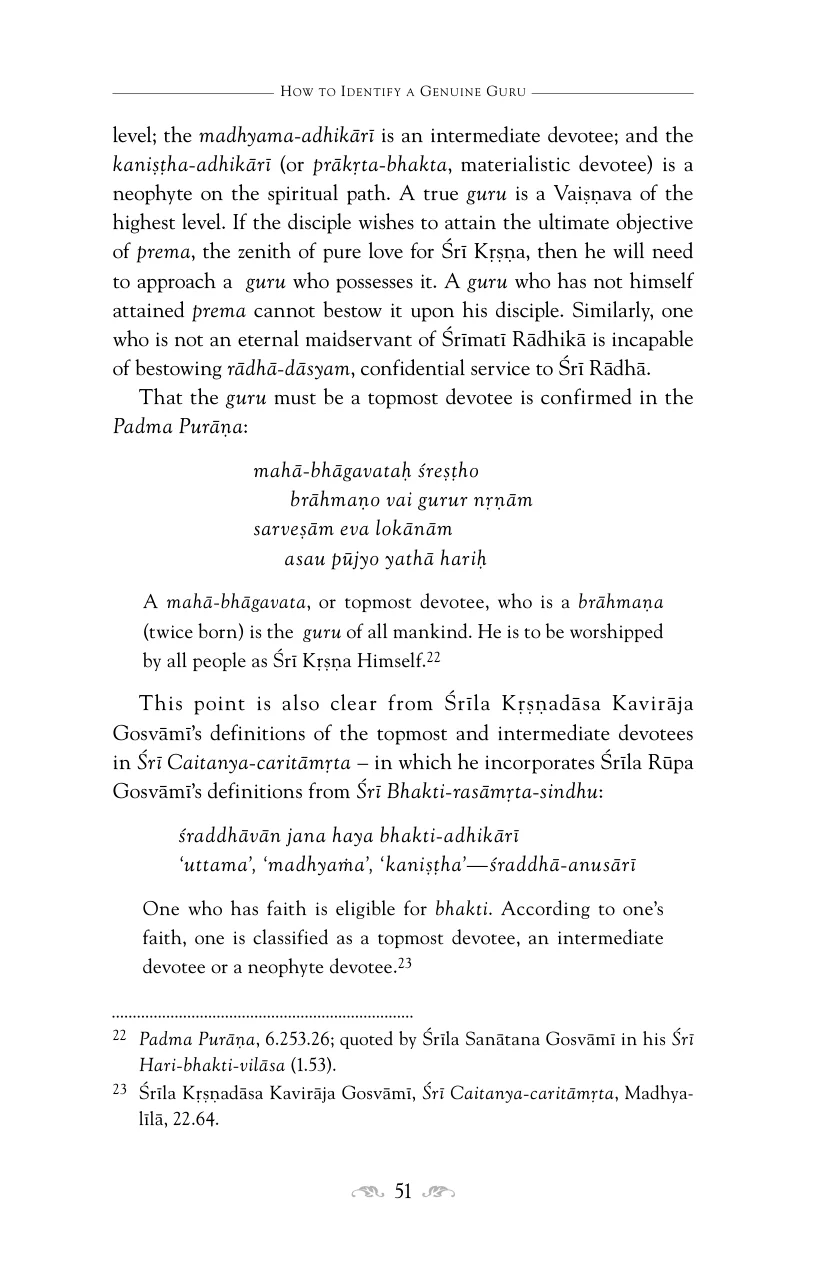 How to Identify a Genuine Guru
level; the madhyama-adhikārī is an intermediate devotee; and the
kaniṣṭha-adhikārī (or prākṛta-bhakta, materialistic devotee) is a
neophyte on the spiritual path. A true guru is a Vaiṣṇava of the
highest level. If the disciple wishes to attain the ultimate objective
of prema, the zenith of pure love for Śrī Kṛṣṇa, then he will need
to approach a guru who possesses it. A guru who has not himself
attained prema cannot bestow it upon his disciple. Similarly, one
who is not an eternal maidservant of Śrīmatī Rādhikā is incapable
of bestowing rādhā-dāsyam, confidential service to Śrī Rādhā.
That the guru must be a topmost devotee is confirmed in the
Padma Purāṇa:
mahā-bhāgavataḥ śreṣṭho
brāhmaṇo vai gurur nṛṇām
sarveṣām eva lokānām
asau pūjyo yathā hariḥ
A mahā-bhāgavata, or topmost devotee, who is a brāhmaṇa
(twice born) is the guru of all mankind. He is to be worshipped
by all people as Śrī Kṛṣṇa Himself.22
This point is also clear from Śrīla Kṛṣṇadāsa Kavirāja
Gosvāmī’s definitions of the topmost and intermediate devotees
in Śrī Caitanya-caritāmṛta – in which he incorporates Śrīla Rūpa
Gosvāmī’s definitions from Śrī Bhakti-rasāmṛta-sindhu:
śraddhāvān jana haya bhakti-adhikārī
‘uttama’, ‘madhyaṁa’, ‘kaniṣṭha’—śraddhā-anusārī
One who has faith is eligible for bhakti. According to one’s
faith, one is classified as a topmost devotee, an intermediate
devotee or a neophyte devotee.23
22 Padma Purāṇa, 6.253.26; quoted by Śrīla Sanātana Gosvāmī in his Śrī
Hari-bhakti-vilāsa (1.53).
23 Śrīla Kṛṣṇadāsa Kavirāja Gosvāmī, Śrī Caitanya-caritāmṛta, Madhya-
līlā, 22.64.
51